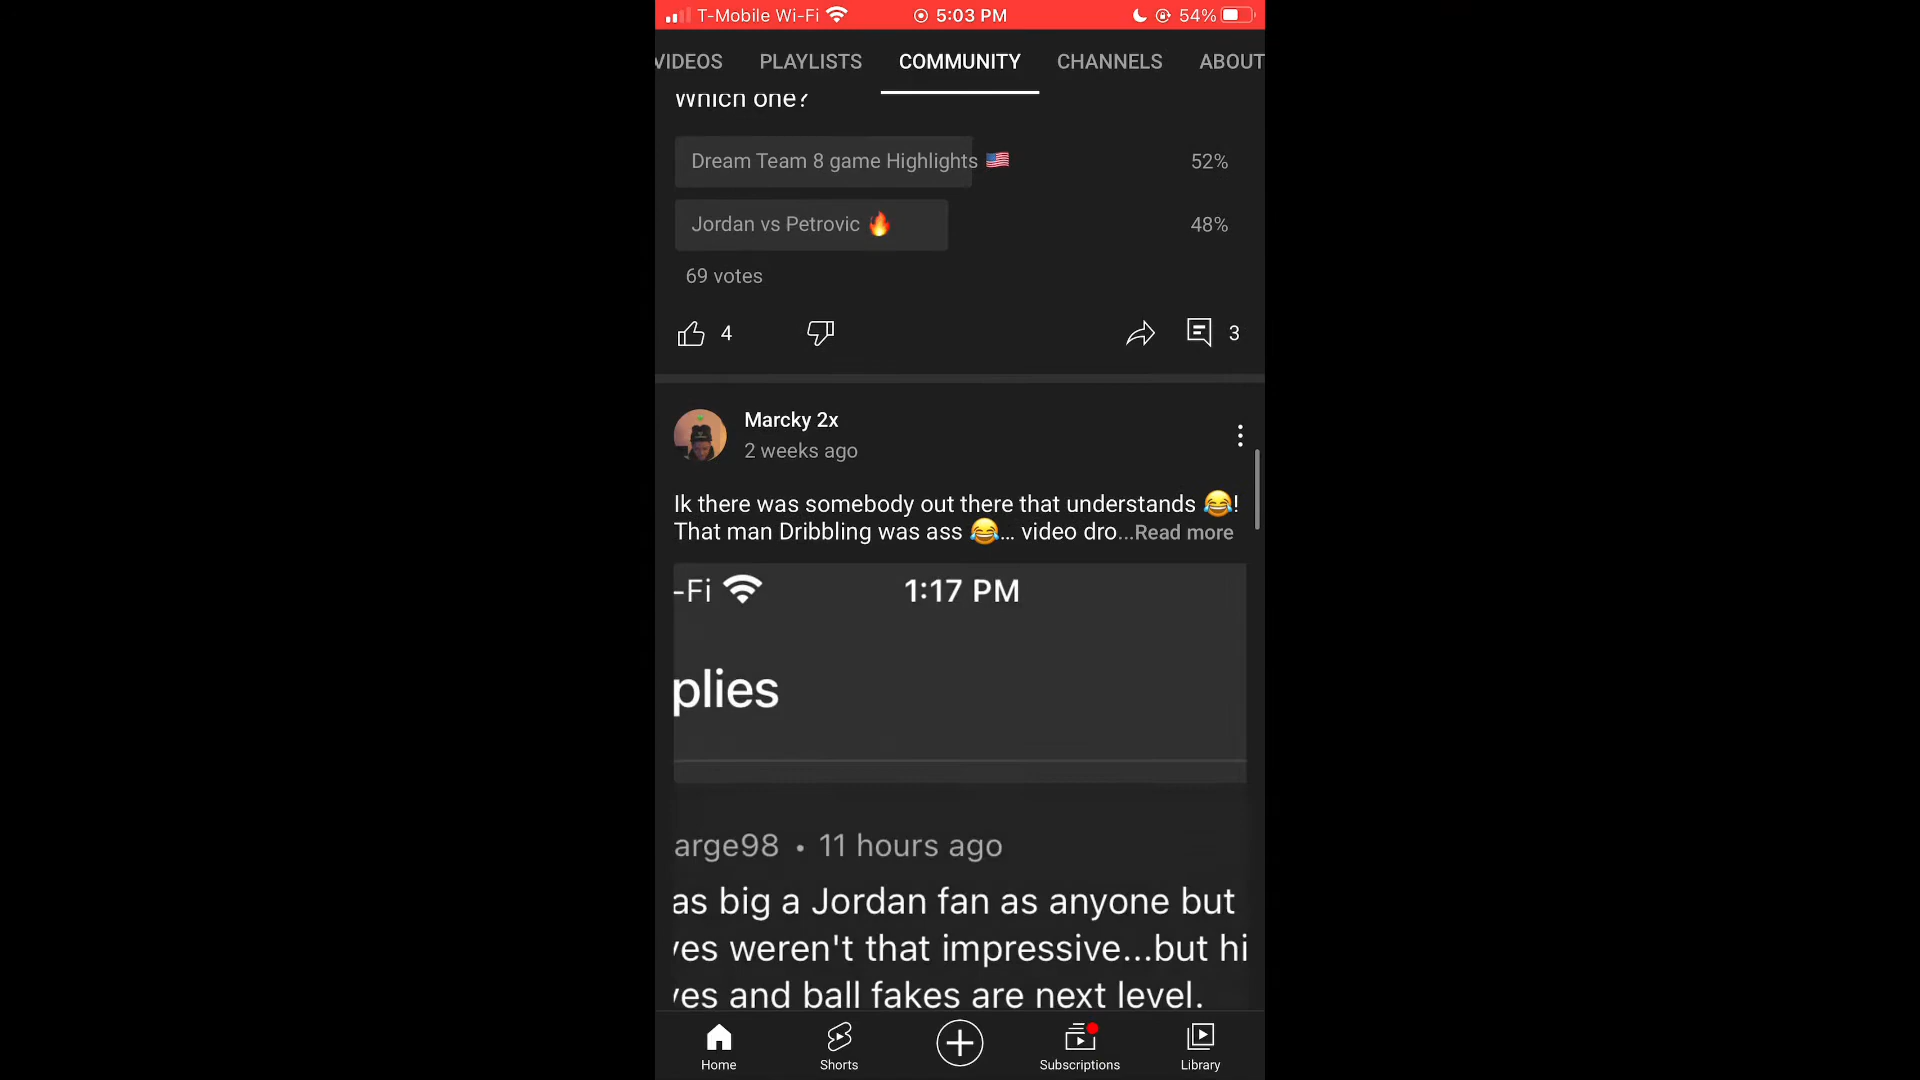 T-Mobile Wi-Fi 5:03 PM 54%
VIDEOS PLAYLISTS COMMUNITY CHANNELS ABOUT
Which one?
Dream Team 8 game Highlights 🇺🇸 52%
Jordan vs Petrovic 🔥 48%
69 votes
4 3
Marcky 2x
2 weeks ago
Ik there was somebody out there that understands 😂!
That man Dribbling was ass 😂... video dro...Read more
-Fi 1:17 PM
plies
arge98 • 11 hours ago
as big a Jordan fan as anyone but
yes weren't that impressive...but hi
yes and ball fakes are next level.
Home Shorts Subscriptions Library